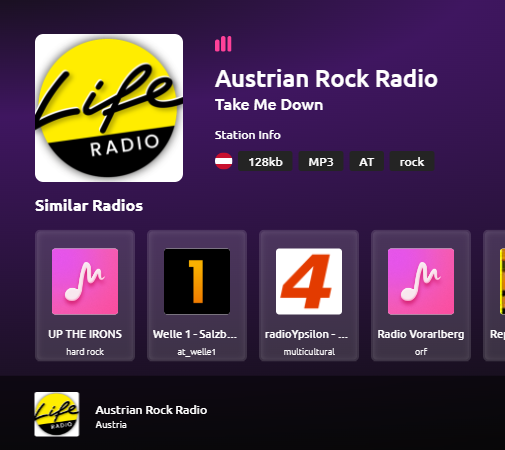 Life
RADIO
Austrian Rock Radio
Take Me Down
Station Info
128kb MP3 AT rock
Similar Radios
1 4
UP THE IRONS Welle 1 - Salzb... radioYpsilon - ... Radio Vorarlberg Rep
hard rock at_welle1 multicultural orf
Life
RADIO
Austrian Rock Radio
Austria